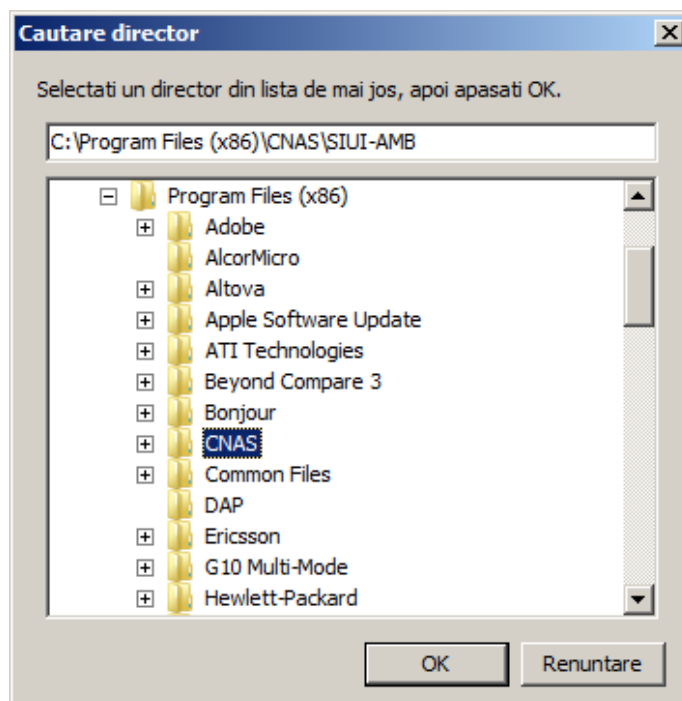 Cautare director
Selectati un director din lista de mai jos, apoi apasati OK.
C:\Program Files (x86)\CNAS\SIUI-AMB
Program Files (x86)
Adobe
AlcorMicro
Altova
Apple Software Update
ATI Technologies
Beyond Compare 3
Bonjour
CNAS
Common Files
DAP
Ericsson
G10 Multi-Mode
Hewlett-Packard
OK Renuntare